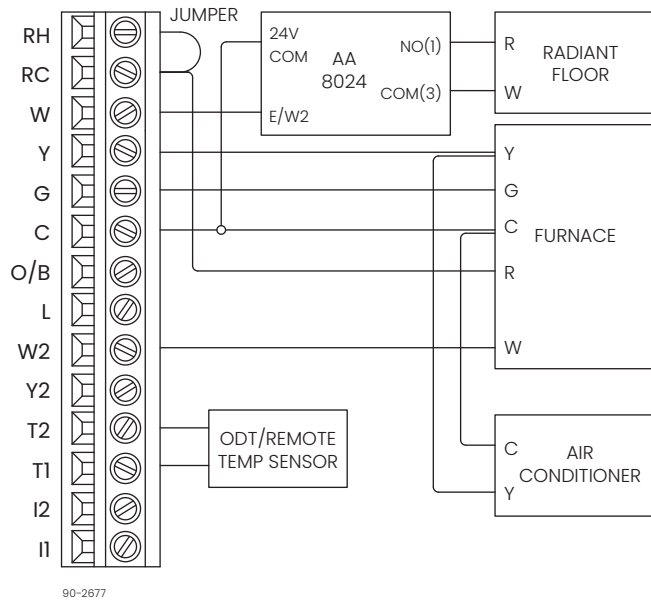 JUMPER
RH
RC
W
Y
G
C
O/B
L
W2
Y2
T2
T1
I2
I1
24V
COM
E/W2
AA
8024
NO(1)
COM(3)
R
W
RADIANT
FLOOR
Y
G
C
R
W
FURNACE
C
Y
AIR
CONDITIONER
ODT/REMOTE
TEMP SENSOR
90-2677